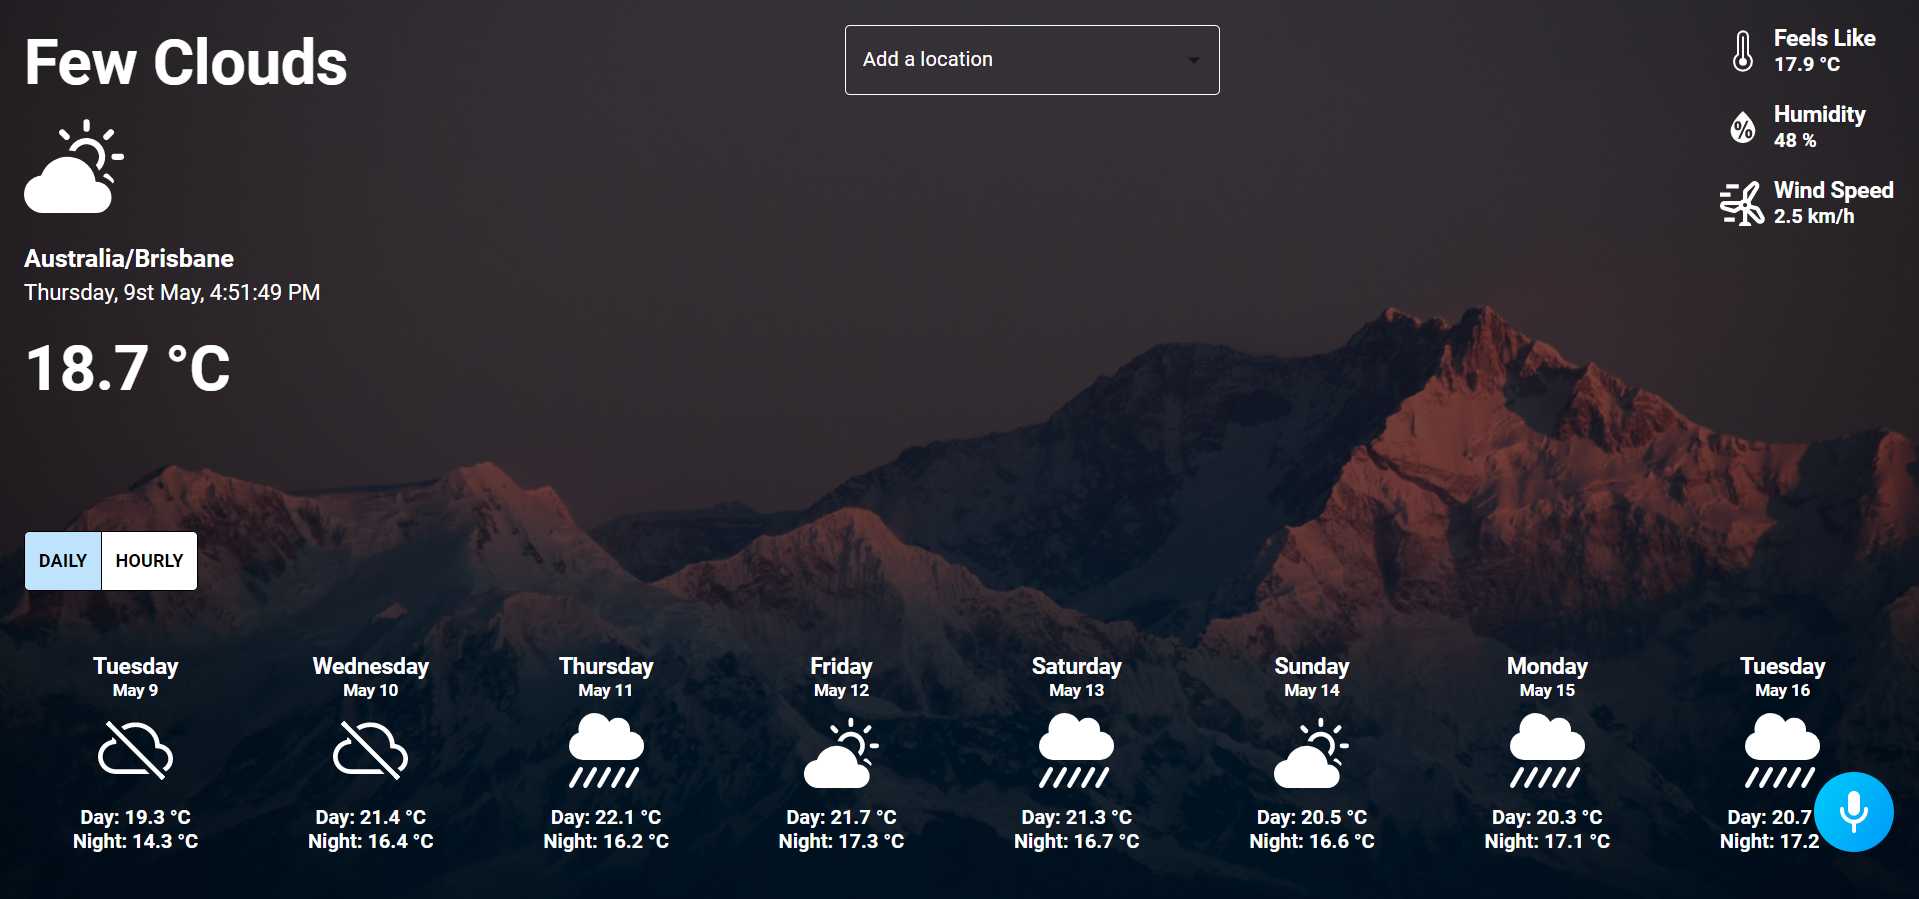 Few Clouds
Australia/Brisbane
Thursday, 9st May, 4:51:49 PM
18.7 °C
Add a location
Feels Like
17.9 °C
%
Humidity
48 %
Wind Speed
2.5 km/h
DAILY HOURLY
Tuesday
May 9
Day: 19.3 °C
Night: 14.3 °C
Wednesday
May 10
Day: 21.4 °C
Night: 16.4 °C
Thursday
May 11
Day: 22.1 °C
Night: 16.2 °C
Friday
May 12
Day: 21.7 °C
Night: 17.3 °C
Saturday
May 13
Day: 21.3 °C
Night: 16.7 °C
Sunday
May 14
Day: 20.5 °C
Night: 16.6 °C
Monday
May 15
Day: 20.3 °C
Night: 17.1 °C
Tuesday
May 16
Day: 20.7
Night: 17.2